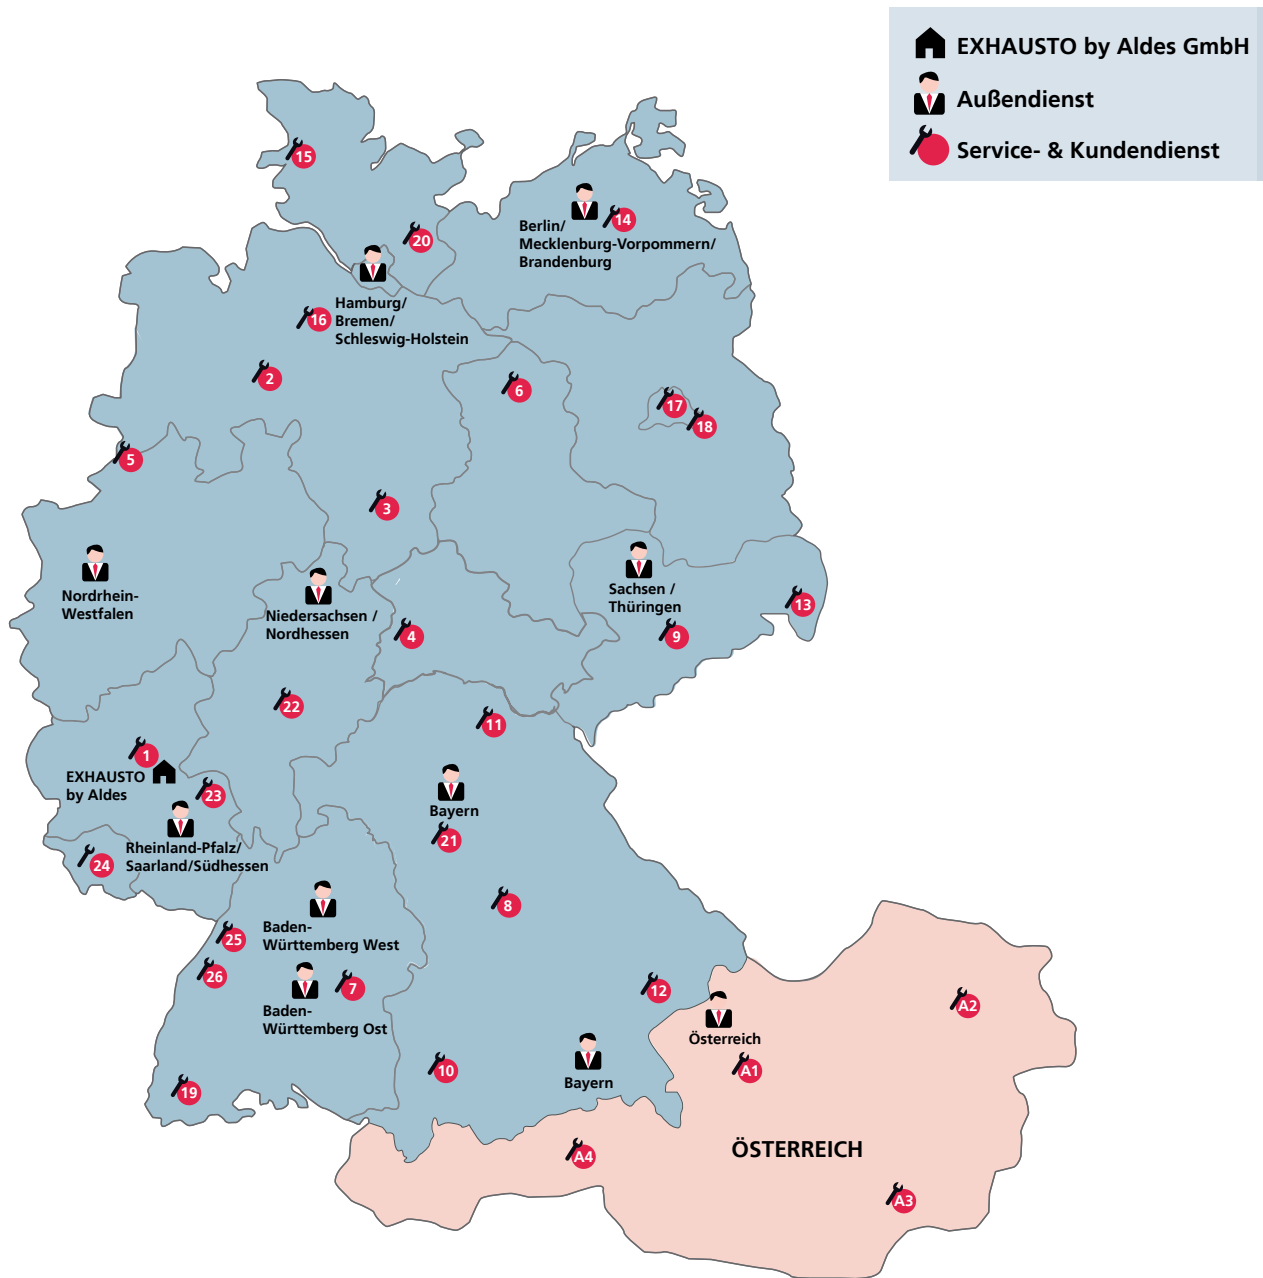 EXHAUSTO by Aldes GmbH
Außendienst
Service- & Kundendienst
15
14
Berlin/
Mecklenburg-Vorpommern/
Brandenburg
20
Hamburg/
Bremen/
Schleswig-Holstein
16
2
6
17
18
5
3
Nordrhein-
Westfalen
Niedersachsen /
Nordhessen
Sachsen /
Thüringen
13
4
9
22
11
1
EXHAUSTO
by Aldes
23
Bayern
21
Rheinland-Pfalz/
Saarland/Südhessen
24
8
Baden-
Württemberg West
25
26
7
Baden-
Württemberg Ost
12
A2
Österreich
A1
10
Bayern
19
A4
ÖSTERREICH
A3